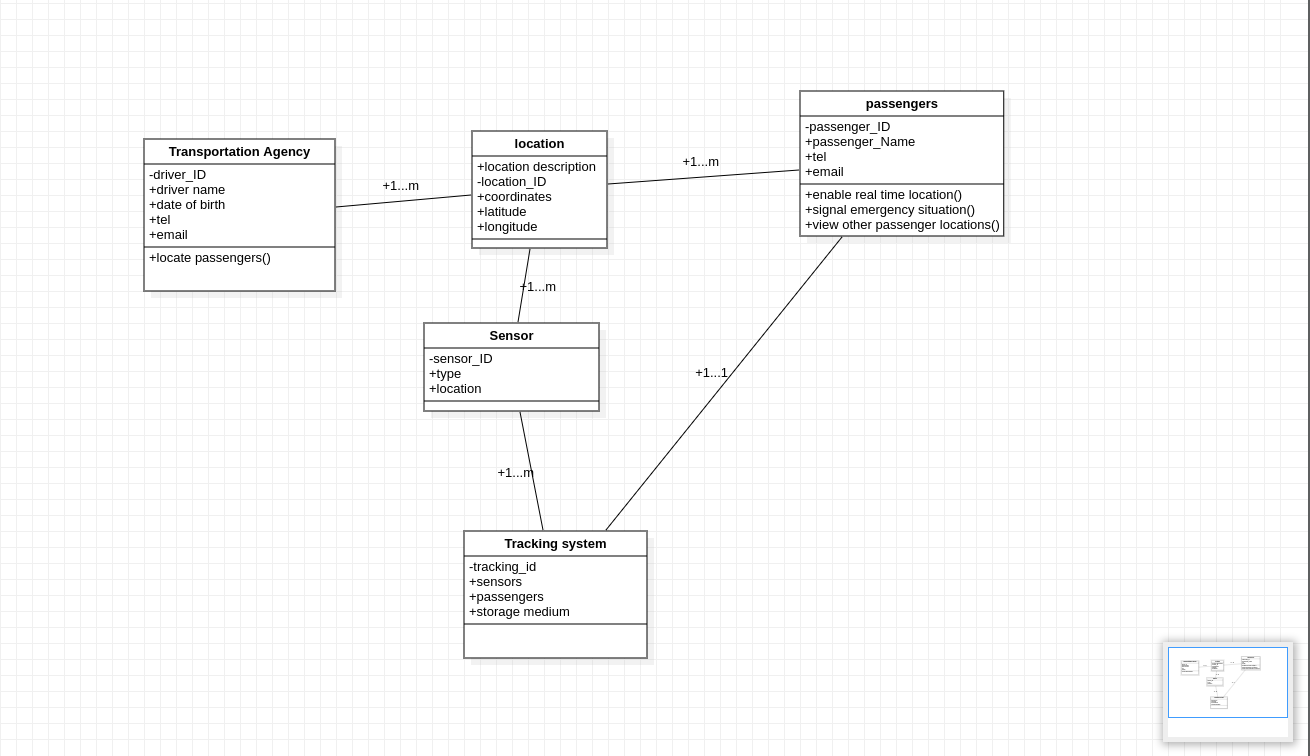 Transportation Agency
-driver_ID
+driver name
+date of birth
+tel
+email
+locate passengers()
+1...m
location
+location description
-location_ID
+coordinates
+latitude
+longitude
+1...m
passengers
-passenger_ID
+passenger_Name
+tel
+email
+enable real time location()
+signal emergency situation()
+view other passenger locations()
+1...m
Sensor
-sensor_ID
+type
+location
+1...1
+1...m
Tracking system
-tracking_id
+sensors
+passengers
+storage medium